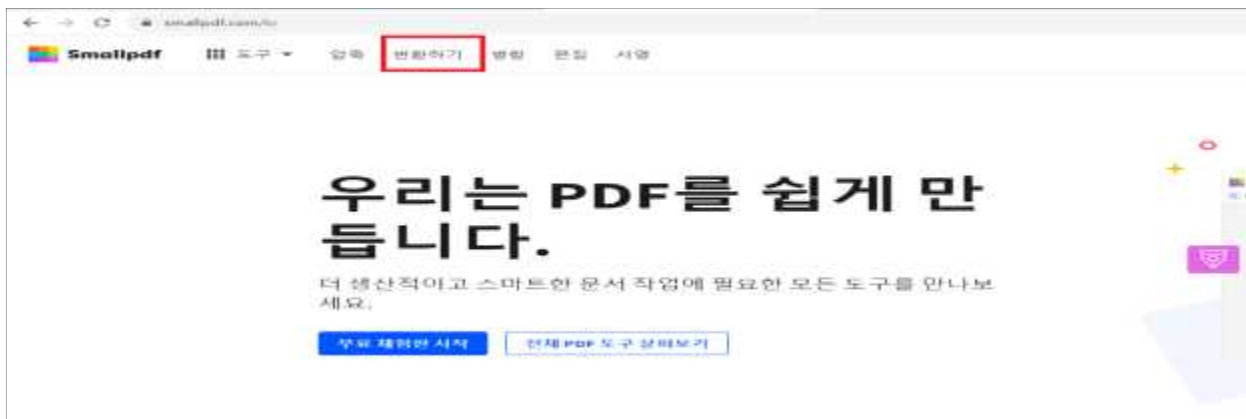 smallpdf.com/kr
Smallpdf 도구 압축 변환하기 병합 편집 서명
우리는 PDF를 쉽게 만
듭니다.
더 생산적이고 스마트한 문서 작업에 필요한 모든 도구를 만나보
세요.
무료 체험판 시작 전체 PDF 도구 살펴보기